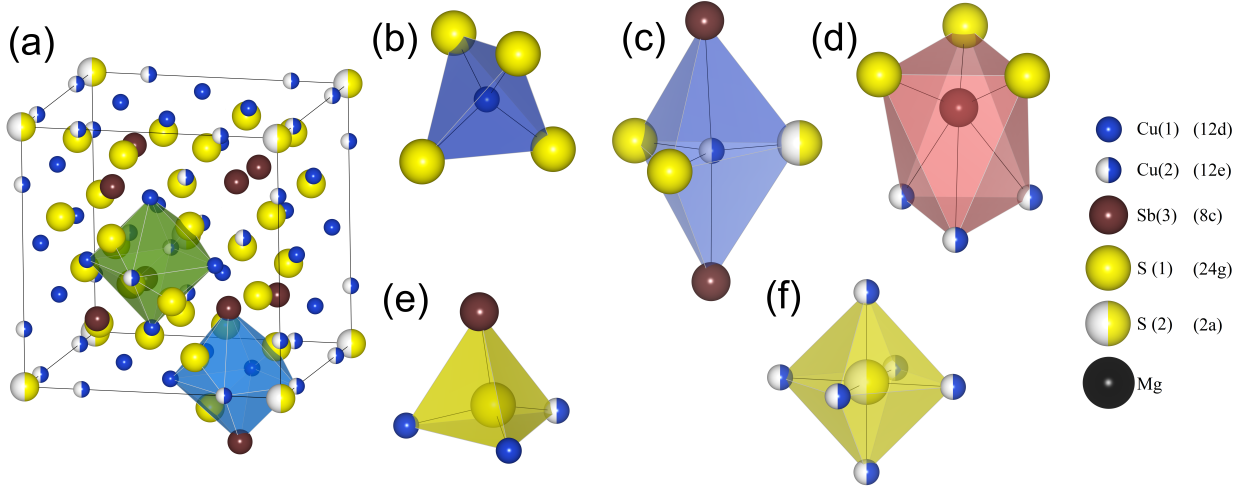 (a)
(b)
(c)
(d)
(e)
(f)
Cu(1) (12d)
Cu(2) (12e)
Sb(3) (8c)
S (1) (24g)
S (2) (2a)
Mg